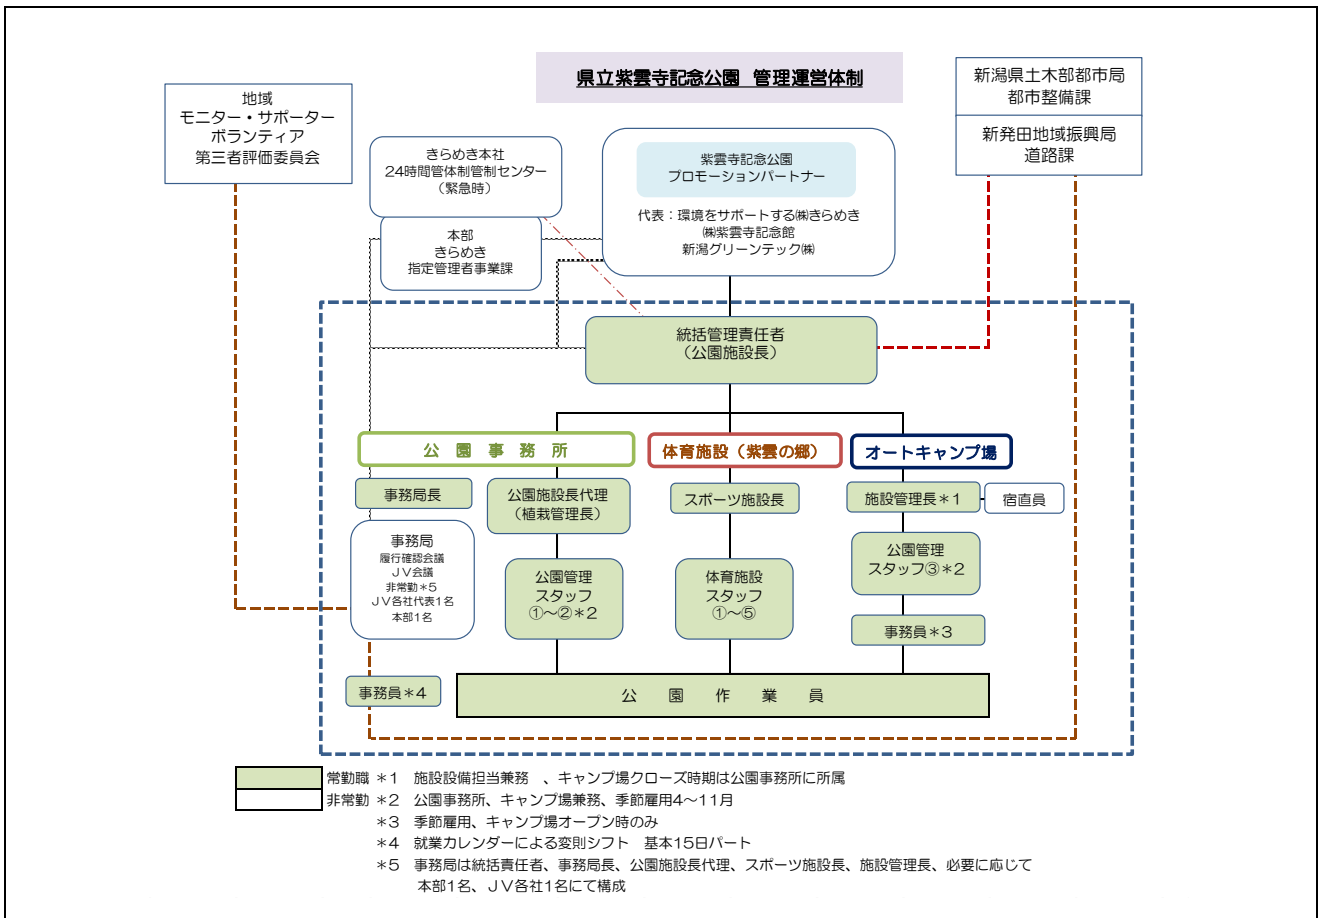 県立紫雲寺記念公園 管理運営体制
新潟県土木部都市局
都市整備課
新発田地域振興局
道路課
地域
モニター・サポーター
ボランティア
第三者評価委員会
きらめき本社
24時間管体制管制センター
（緊急時）
本部
きらめき
指定管理者事業課
紫雲寺記念公園
プロモーションパートナー
代表：環境をサポートする㈱きらめき
㈱紫雲寺記念館
新潟グリーンテック㈱
統括管理責任者
（公園施設長）
公 園 事 務 所
体育施設（紫雲の郷）
オートキャンプ場
事務局長
公園施設長代理
（植栽管理長）
スポーツ施設長
施設管理長＊1
宿直員
事務局
履行確認会議
ＪＶ会議
非常勤＊5
ＪＶ各社代表1名
本部1名
公園管理
スタッフ
①～②＊2
体育施設
スタッフ
①～⑤
公園管理
スタッフ③＊2
事務員＊3
事務員＊4
公 園 作 業 員
常勤職 ＊1 施設設備担当兼務 、キャンプ場クローズ時期は公園事務所に所属
非常勤 ＊2 公園事務所、キャンプ場兼務、季節雇用4～11月
＊3 季節雇用、キャンプ場オープン時のみ
＊4 就業カレンダーによる変則シフト 基本15日パート
＊5 事務局は統括責任者、事務局長、公園施設長代理、スポーツ施設長、施設管理長、必要に応じて
本部1名、ＪＶ各社1名にて構成